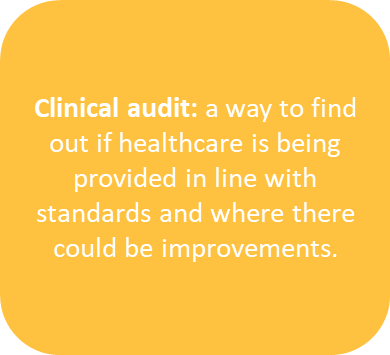 Clinical audit: a way to find
out if healthcare is being
provided in line with
standards and where there
could be improvements.